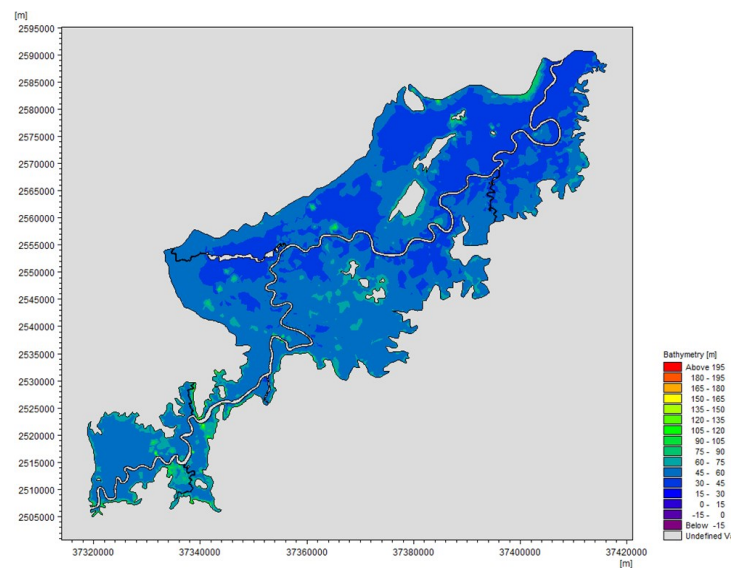 [m]
2595000
2590000
2585000
2580000
2575000
2570000
2565000
2560000
2555000
2550000
2545000
2540000
2535000
2530000
2525000
2520000
2515000
2510000
2505000
37320000 37340000 37360000 37380000 37400000 37420000
[m]
Bathymetry [m]
Above 195
180 - 195
165 - 180
150 - 165
135 - 150
120 - 135
105 - 120
90 - 105
75 - 90
60 - 75
45 - 60
30 - 45
15 - 30
0 - 15
-15 - 0
Below -15
Undefined Va